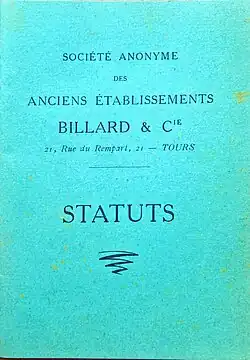 SOCIÉTÉ ANONYME
DES
ANCIENS ÉTABLISSEMENTS
BILLARD & CIE
21, Rue du Rempart, 21 — TOURS
STATUTS